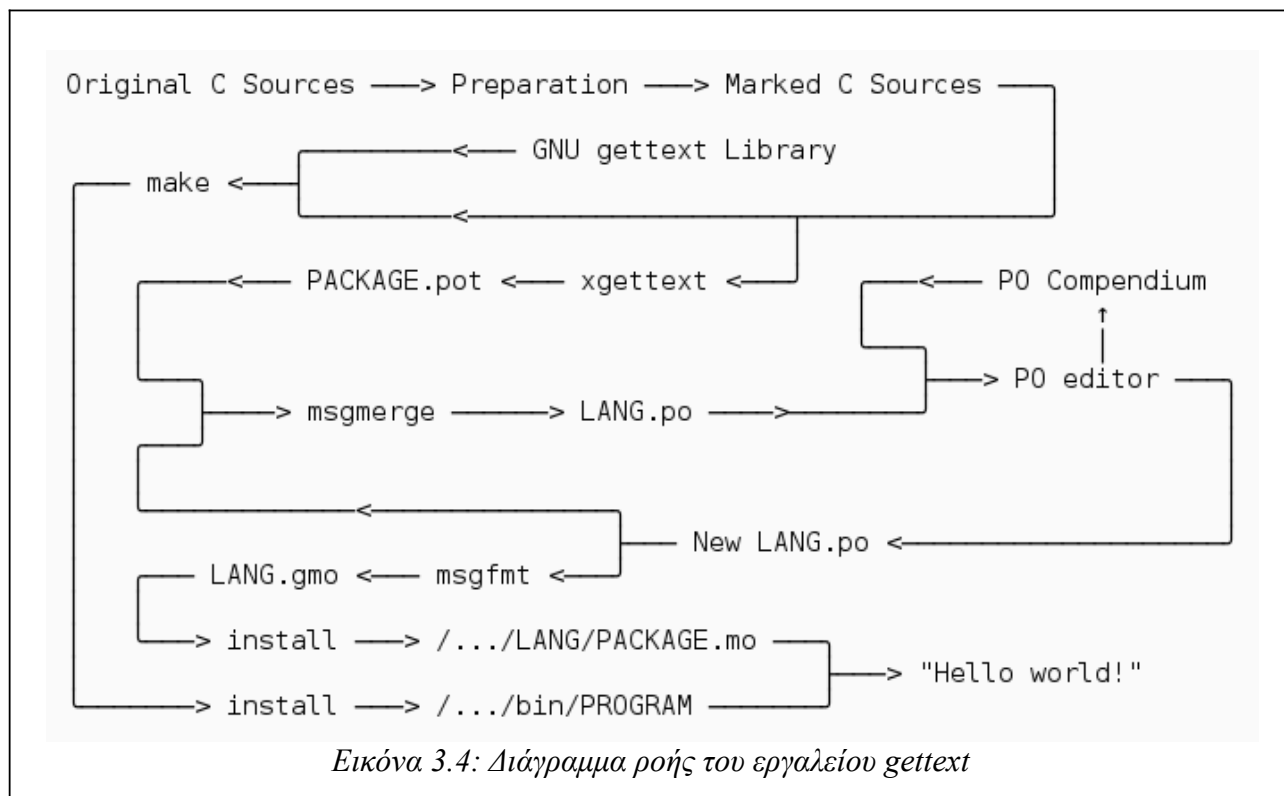 Original C Sources ───> Preparation ───> Marked C Sources
GNU gettext Library
make
PACKAGE.pot <─── xgettext
PO Compendium
PO editor
msgmerge ──────> LANG.po
New LANG.po
LANG.gmo <─── msgfmt
install ───> /.../LANG/PACKAGE.mo
"Hello world!"
install ───> /.../bin/PROGRAM
Εικόνα 3.4: Διάγραμμα ροής του εργαλείου gettext